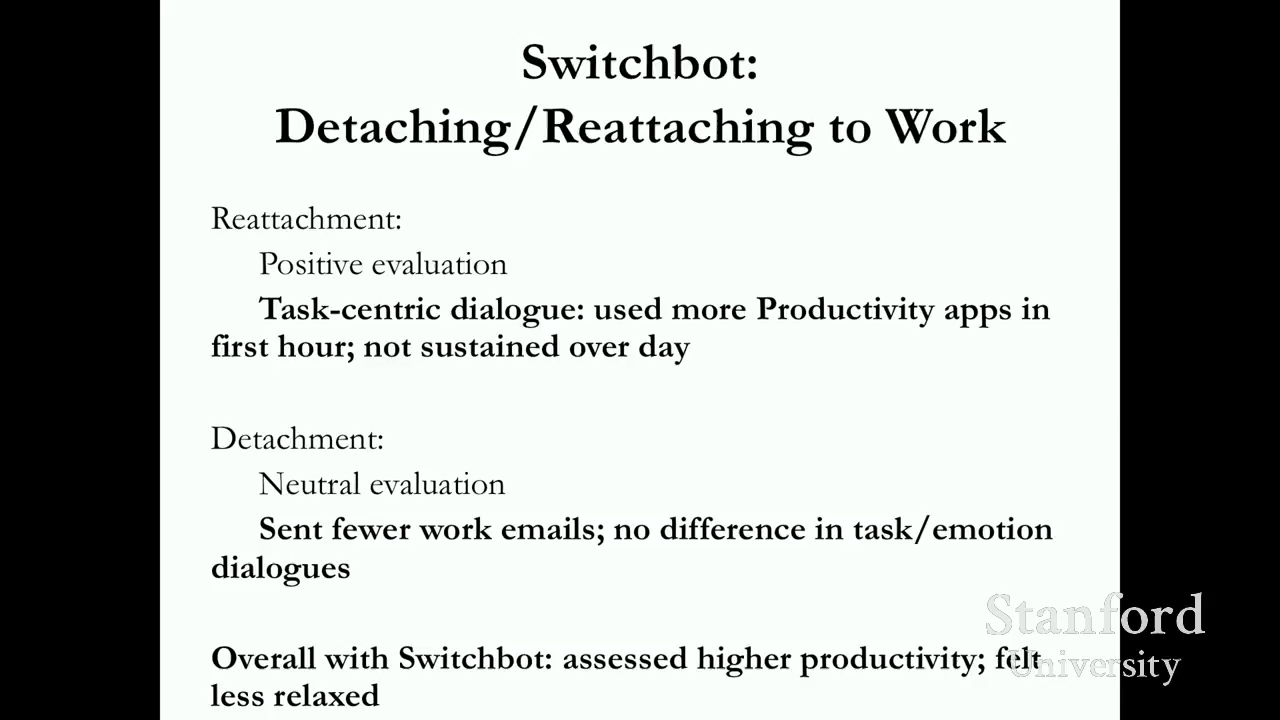 Switchbot:
Detaching/Reattaching to Work
Reattachment:
Positive evaluation
Task-centric dialogue: used more Productivity apps in
first hour; not sustained over day
Detachment:
Neutral evaluation
Sent fewer work emails; no difference in task/emotion
dialogues
Overall with Switchbot: assessed higher productivity; felt
less relaxed
Stanford
University